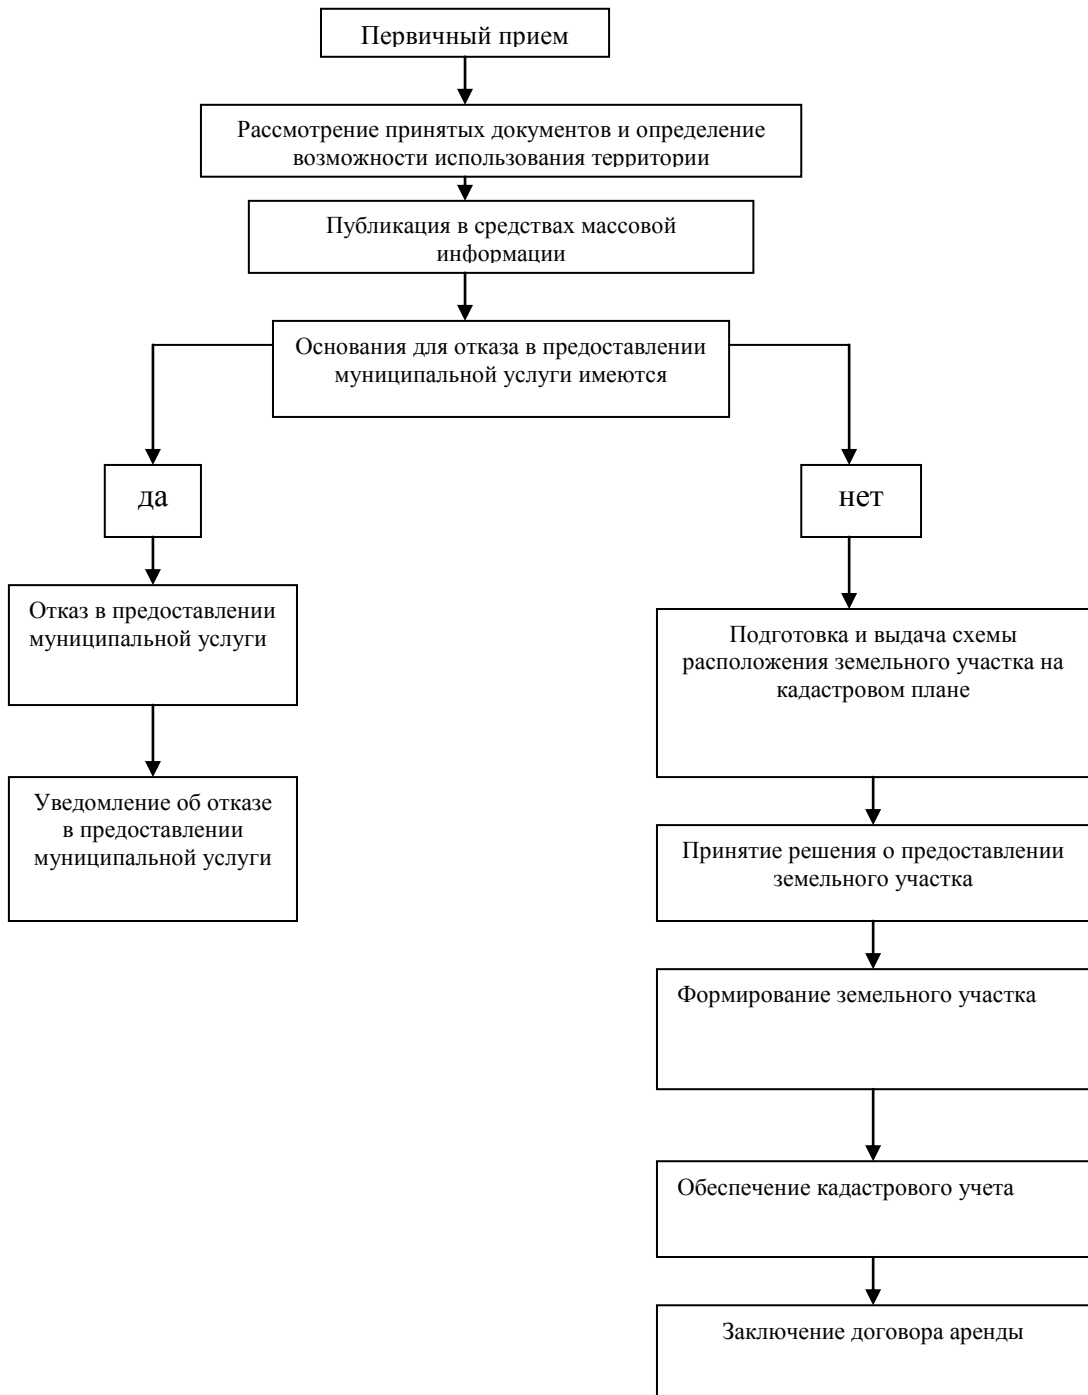 Первичный прием
Рассмотрение принятых документов и определение
возможности использования территории
Публикация в средствах массовой
информации
Основания для отказа в предоставлении
муниципальной услуги имеются
да
нет
Отказ в предоставлении
муниципальной услуги
Уведомление об отказе
в предоставлении
муниципальной услуги
Подготовка и выдача схемы
расположения земельного участка на
кадастровом плане
Принятие решения о предоставлении
земельного участка
Формирование земельного участка
Обеспечение кадастрового учета
Заключение договора аренды